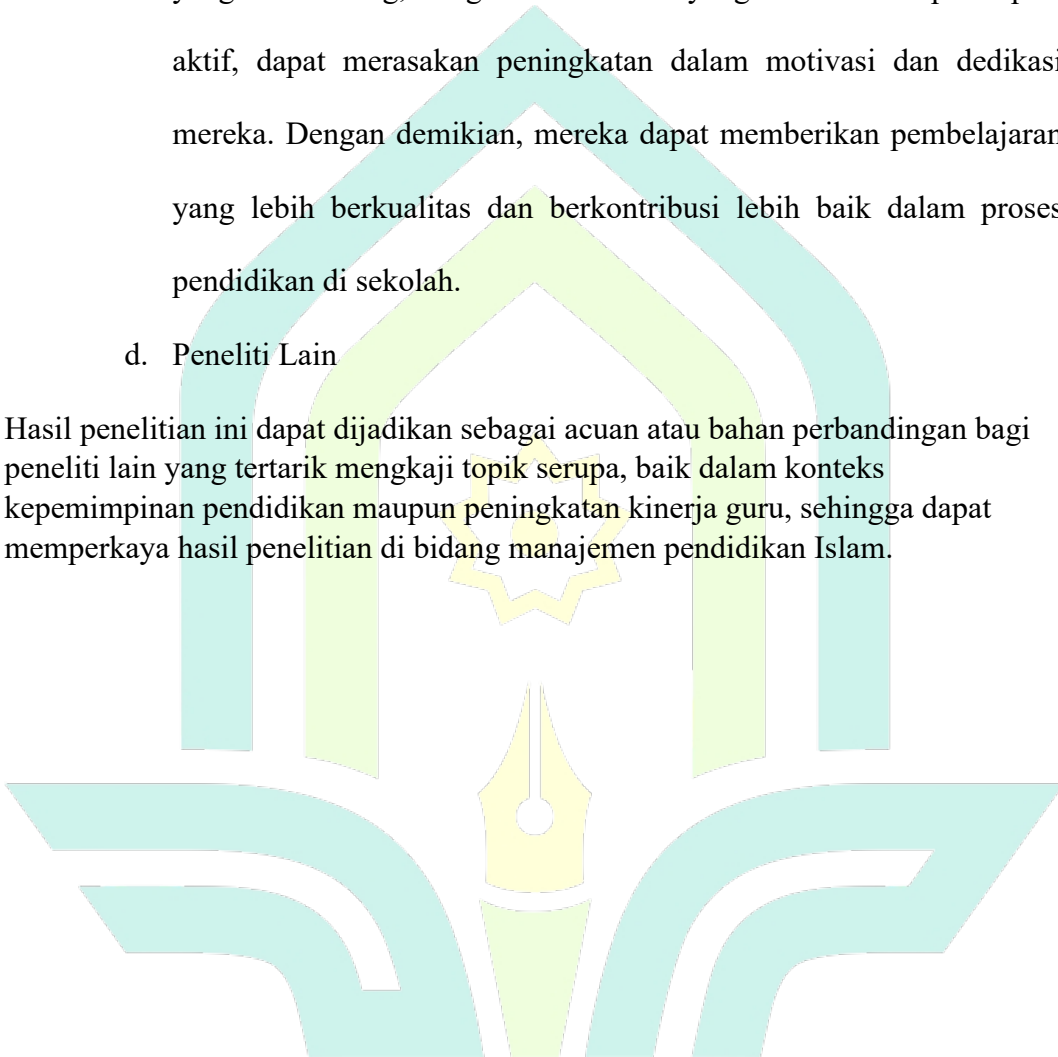 aktif, dapat merasakan peningkatan dalam motivasi dan dedikasi
mereka. Dengan demikian, mereka dapat memberikan pembelajaran
yang lebih berkualitas dan berkontribusi lebih baik dalam proses
pendidikan di sekolah.
d. Peneliti Lain
Hasil penelitian ini dapat dijadikan sebagai acuan atau bahan perbandingan bagi
peneliti lain yang tertarik mengkaji topik serupa, baik dalam konteks
kepemimpinan pendidikan maupun peningkatan kinerja guru, sehingga dapat
memperkaya hasil penelitian di bidang manajemen pendidikan Islam.